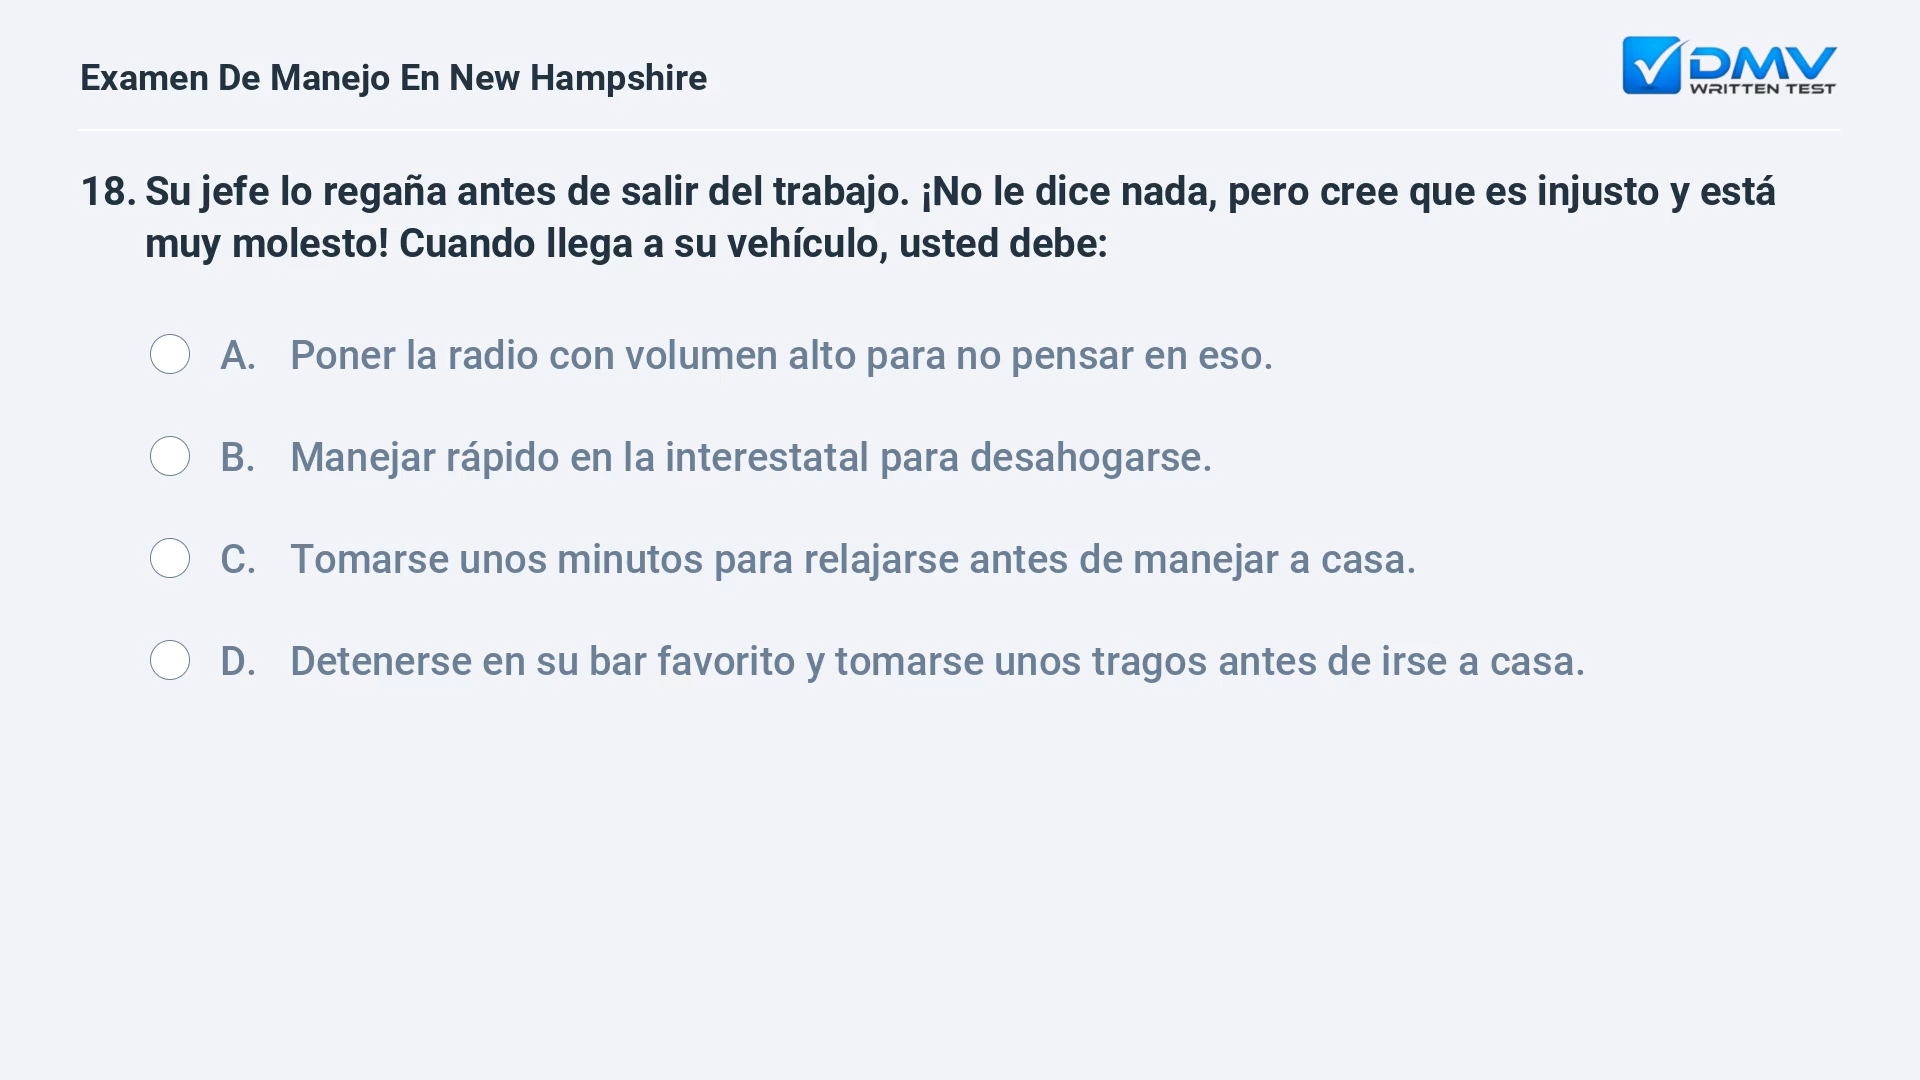 Examen De Manejo En New Hampshire
DMV
WRITTEN TEST
18. Su jefe lo regaña antes de salir del trabajo. ¡No le dice nada, pero cree que es injusto y está
muy molesto! Cuando llega a su vehículo, usted debe:
A. Poner la radio con volumen alto para no pensar en eso.
B. Manejar rápido en la interestatal para desahogarse.
C. Tomarse unos minutos para relajarse antes de manejar a casa.
D. Detenerse en su bar favorito y tomarse unos tragos antes de irse a casa.